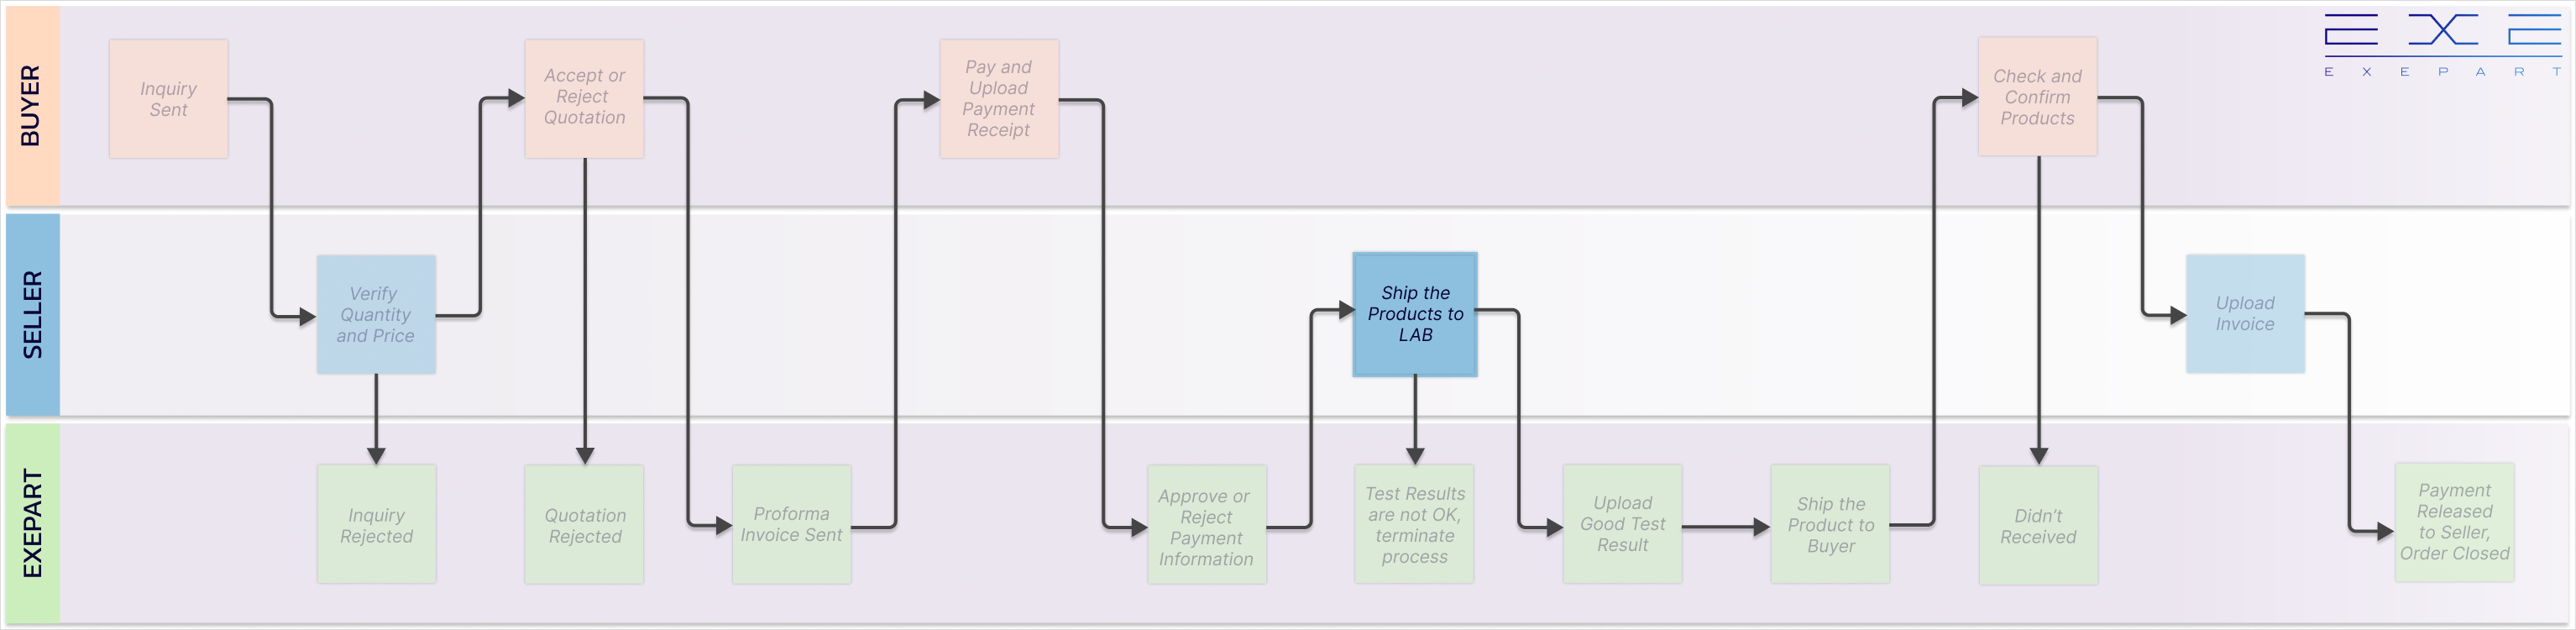 BUYER
Inquiry
Sent
Accept or
Reject
Quotation
Pay and
Upload
Payment
Receipt
Check and
Confirm
Products
EXE
EXEPART
SELLER
Verify
Quantity
and Price
Ship the
Products to
LAB
Upload
Invoice
EXEPART
Inquiry
Rejected
Quotation
Rejected
Proforma
Invoice Sent
Approve or
Reject
Payment
Information
Test Results
are not OK,
terminate
process
Upload
Good Test
Result
Ship the
Product to
Buyer
Didn’t
Received
Payment
Released
to Seller,
Order Closed